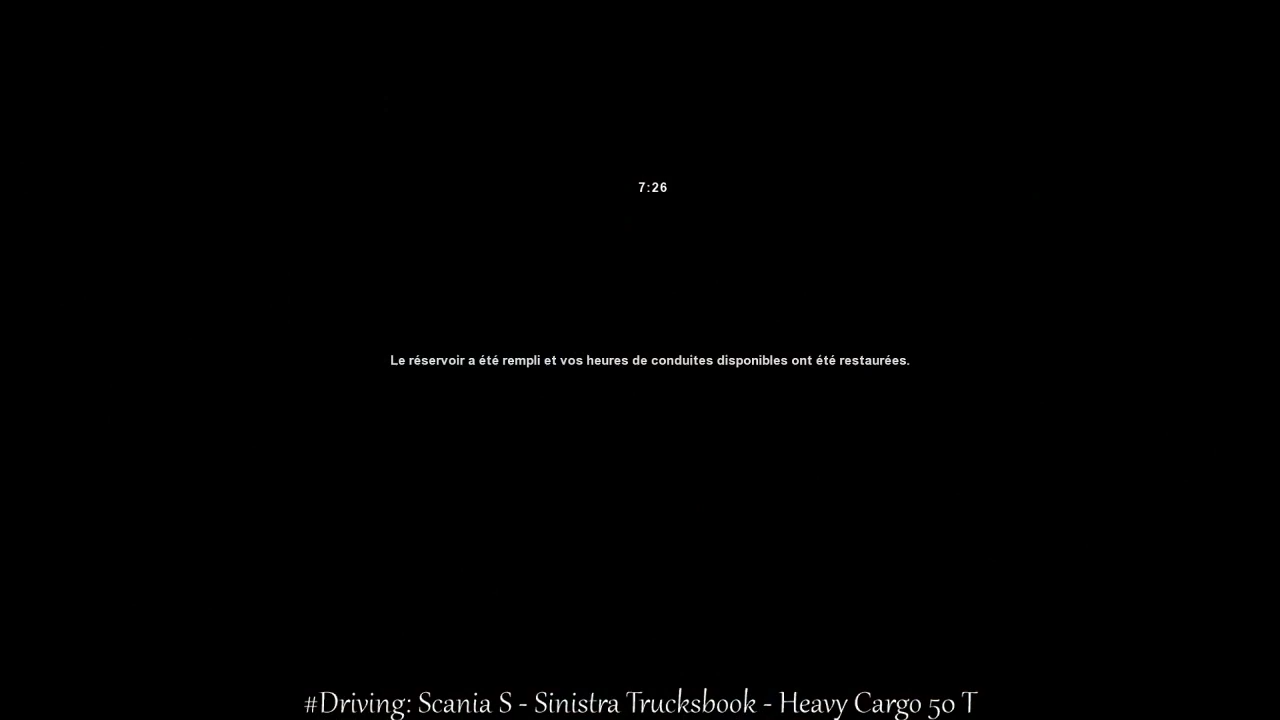 7:26
Le réservoir a été rempli et vos heures de conduites disponibles ont été restaurées.
#Driving: Scania S - Sinistra Trucksbook - Heavy Cargo 50 T